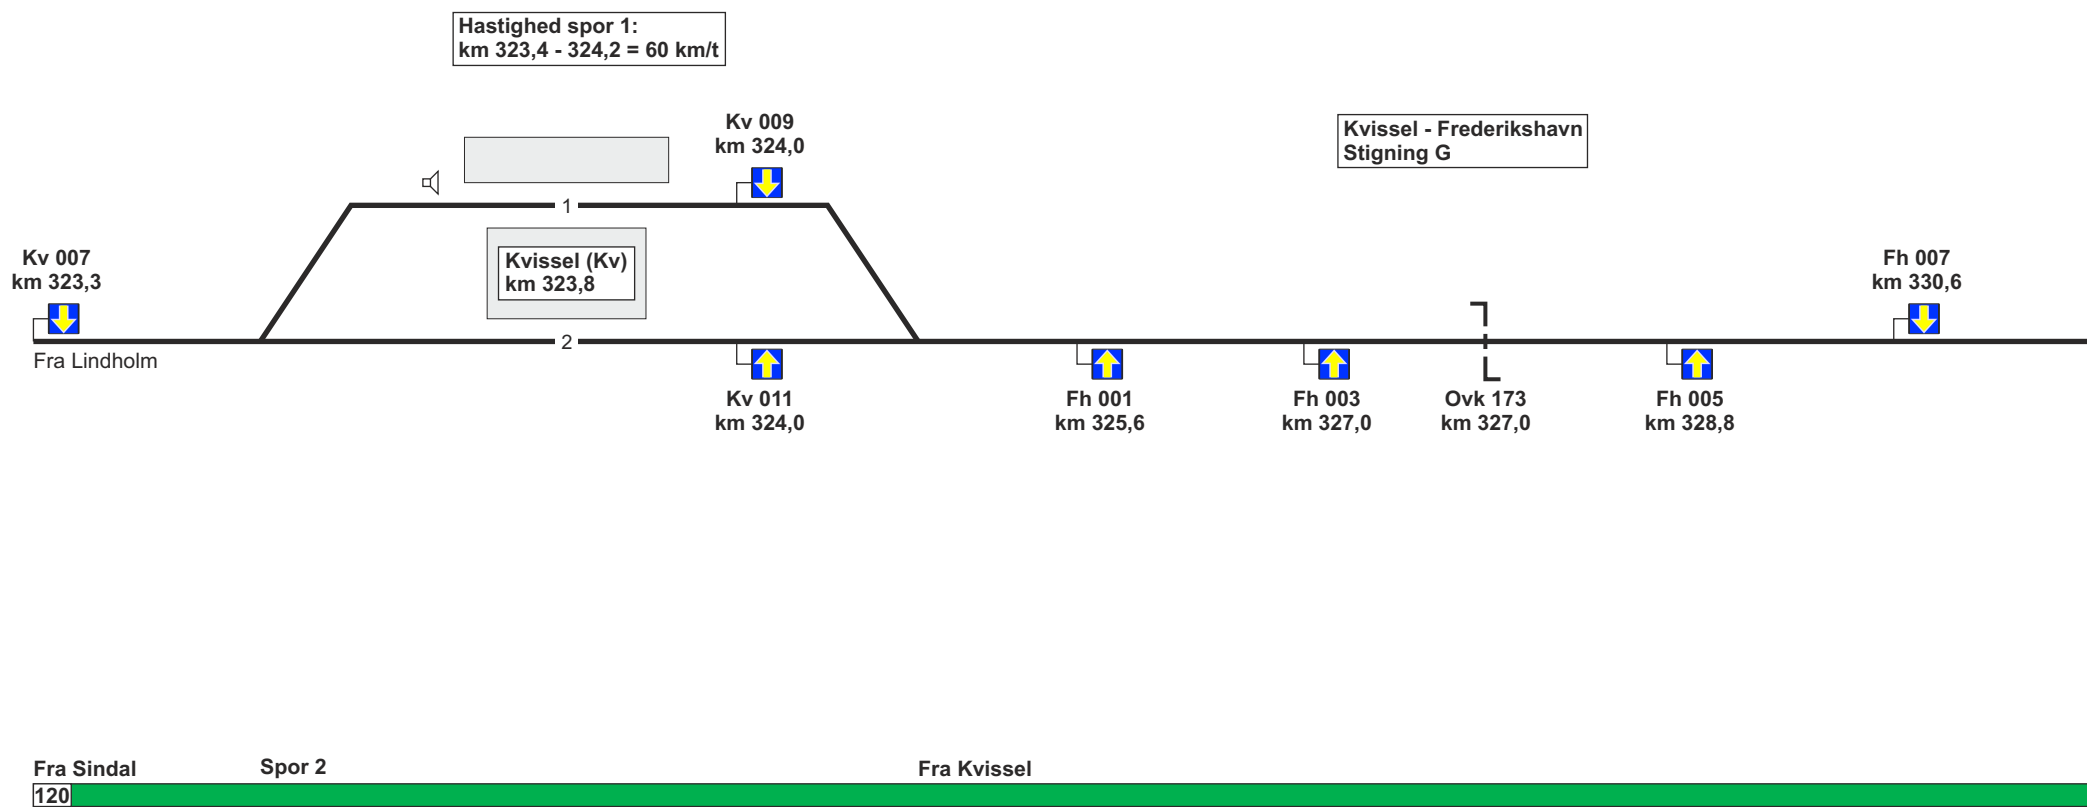 Hastighed spor 1:
km 323,4 - 324,2 = 60 km/t
Kv 009
km 324,0
Kvissel - Frederikshavn
Stigning G
1
Kv 007
km 323,3
Kvissel (Kv)
km 323,8
Fh 007
km 330,6
2
Fra Lindholm
Kv 011
km 324,0
Fh 001
km 325,6
Fh 003
km 327,0
Ovk 173
km 327,0
Fh 005
km 328,8
Fra Sindal
Spor 2
Fra Kvissel
120